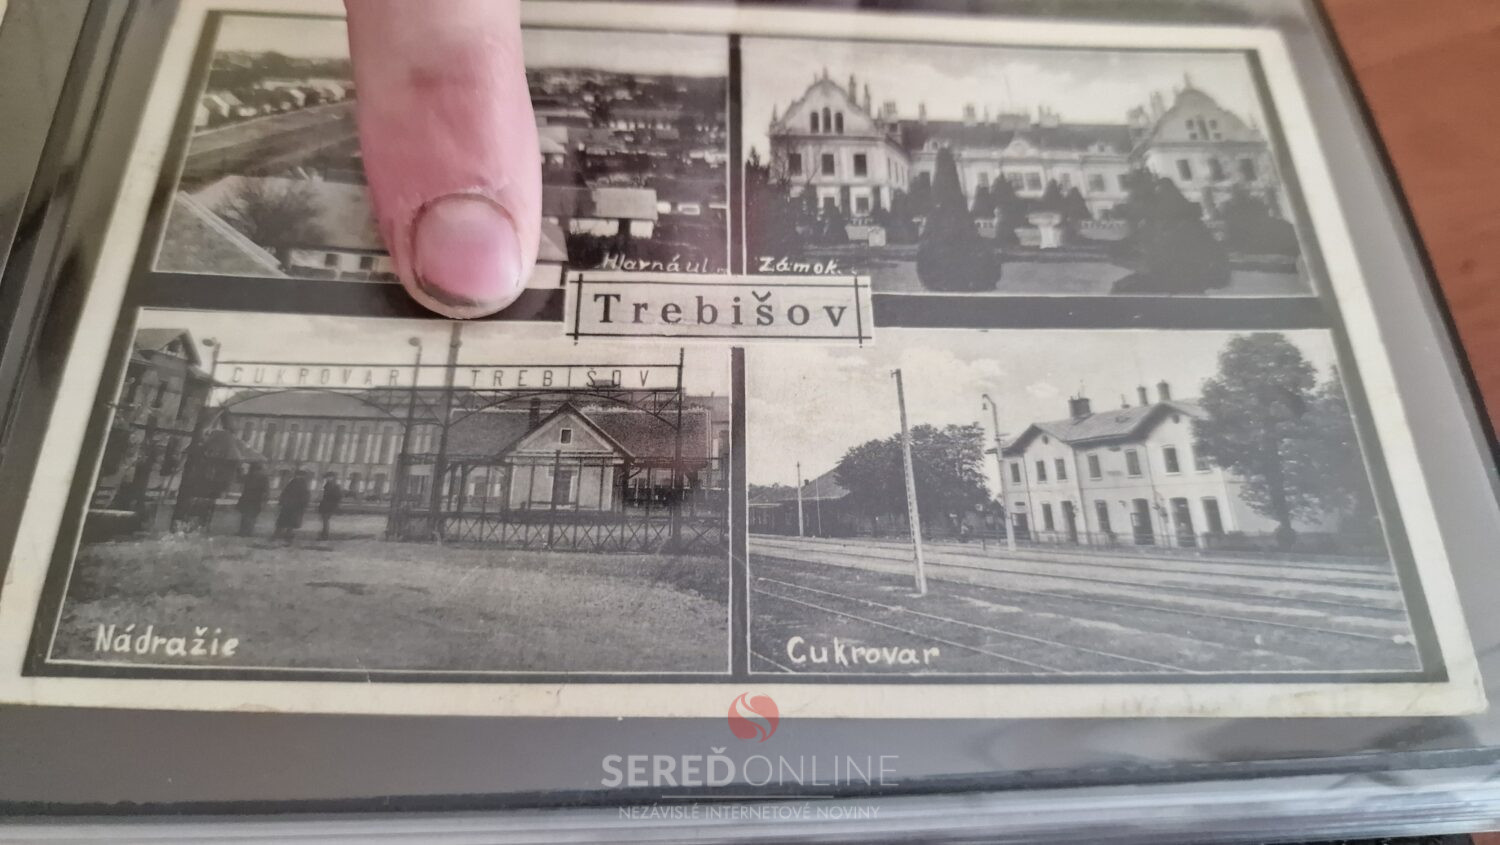 Hlavná ul.
Zámok.
Trebišov
CUKROVAR TREBIŠOV
Nádražie
Cukrovar
SEREĎONLINE
NEZÁVISLÉ INTERNETOVÉ NOVINY